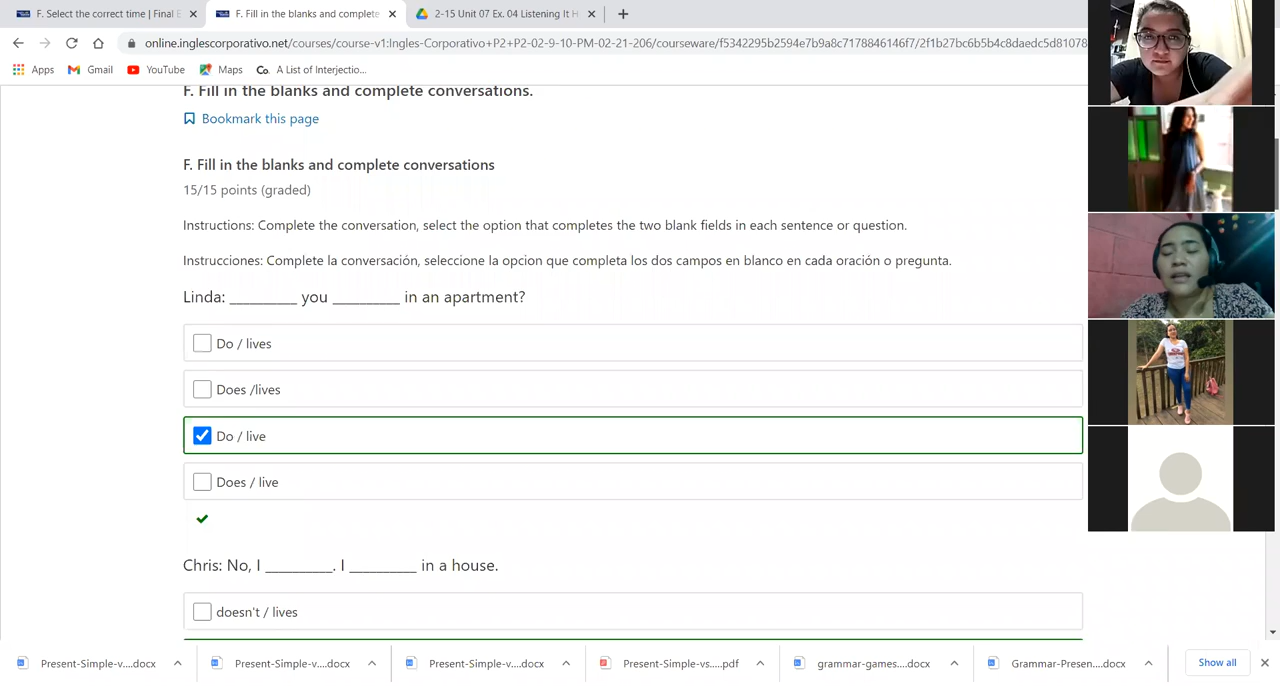 F. Select the correct time | Final E
F. Fill in the blanks and complete
2-15 Unit 07 Ex. 04 Listening It H
online.inglescorporativo.net/courses/course-v1:Ingles-Corporativo+P2+P2-02-9-10-PM-02-21-206/courseware/f5342295b2594e7b9a8c7178846146f7/2f1b27bc6b5b4c8daedc5d81078
Apps
Gmail
YouTube
Maps
Co.
A List of Interjectio...
F. Fill in the blanks and complete conversations.
Bookmark this page
F. Fill in the blanks and complete conversations
15/15 points (graded)
Instructions: Complete the conversation, select the option that completes the two blank fields in each sentence or question.
Instrucciones: Complete la conversación, seleccione la opcion que completa los dos campos en blanco en cada oración o pregunta.
Linda: __________ you __________ in an apartment?
Do / lives
Does /lives
Do / live
Does / live
Chris: No, I __________. I __________ in a house.
doesn't / lives
Present-Simple-v....docx
Present-Simple-v....docx
Present-Simple-v....docx
Present-Simple-vs.....pdf
grammar-games....docx
Grammar-Presen....docx
Show all